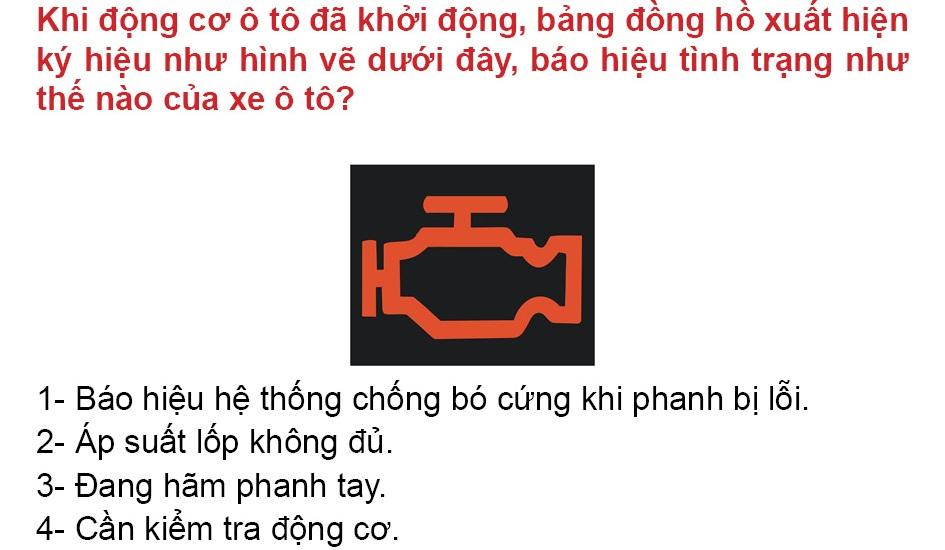 Khi động cơ ô tô đã khởi động, bảng đồng hồ xuất hiện
ký hiệu như hình vẽ dưới đây, báo hiệu tình trạng như
thế nào của xe ô tô?
1- Báo hiệu hệ thống chống bó cứng khi phanh bị lỗi.
2- Áp suất lốp không đủ.
3- Đang hãm phanh tay.
4- Cần kiểm tra động cơ.